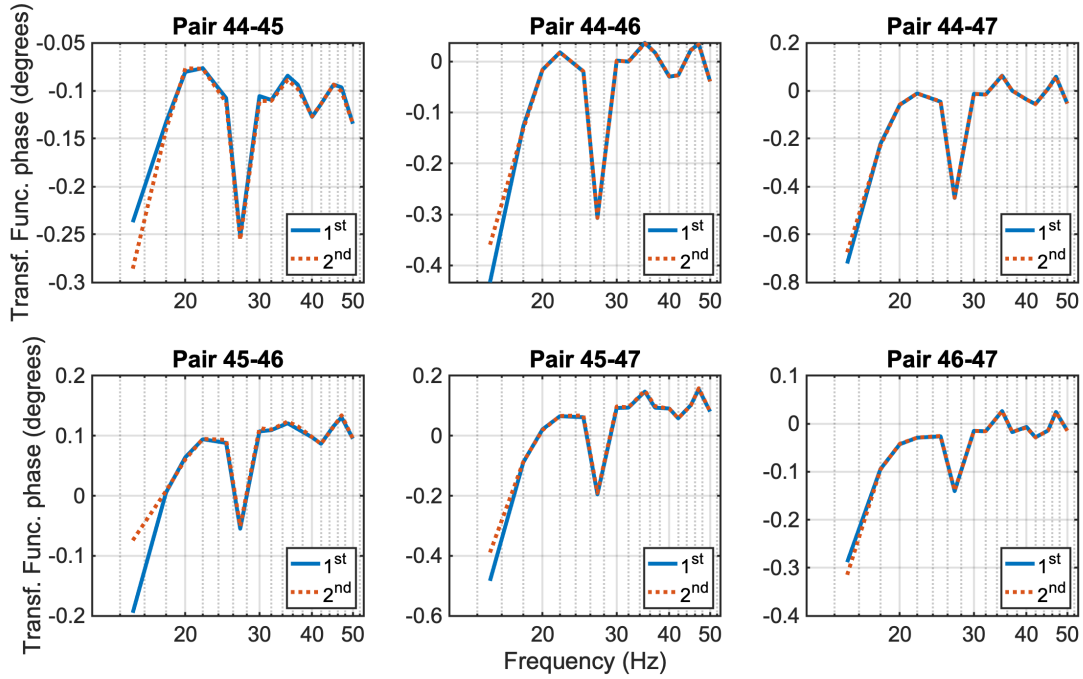 Pair 44-45
Pair 44-46
Pair 44-47
Transf. Func. phase (degrees)
-0.05
-0.1
-0.15
-0.2
-0.25
-0.3
20
30
40
50
1st
2nd
0
-0.1
-0.2
-0.3
-0.4
20
30
40
50
1st
2nd
0.2
0
-0.2
-0.4
-0.6
-0.8
20
30
40
50
1st
2nd
Pair 45-46
Pair 45-47
Pair 46-47
Transf. Func. phase (degrees)
0.2
0.1
0
-0.1
-0.2
20
30
40
50
1st
2nd
0.2
0
-0.2
-0.4
-0.6
20
30
40
50
1st
2nd
0.1
0
-0.1
-0.2
-0.3
-0.4
20
30
40
50
1st
2nd
Frequency (Hz)